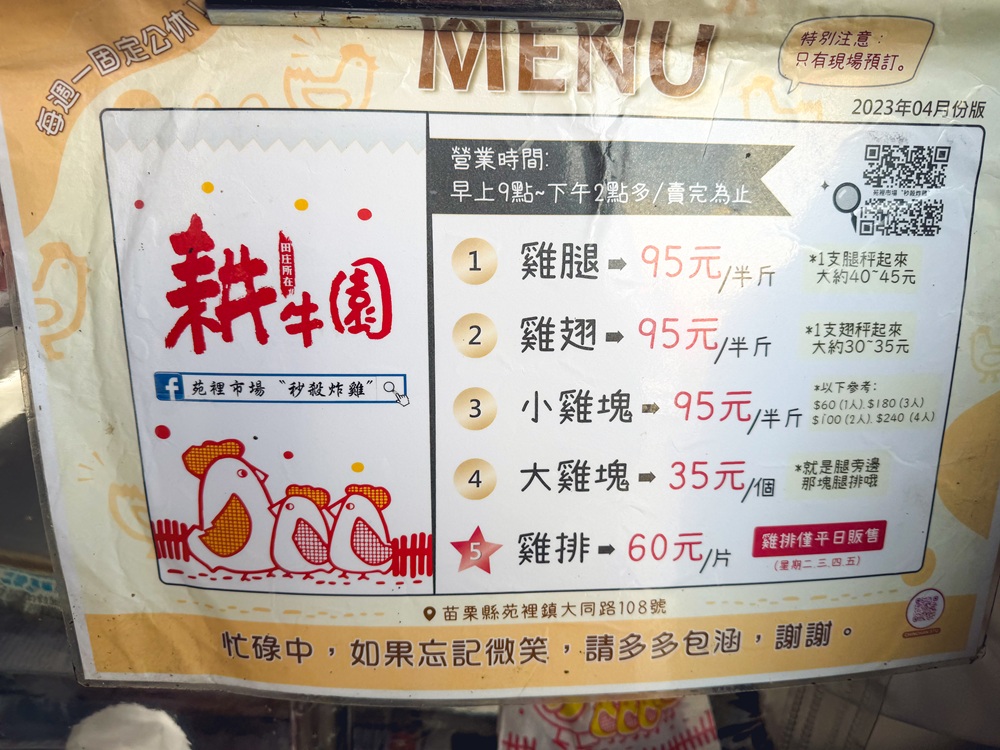 每週一固定公休!
MENU
特別注意：
只有現場預訂。
2023年04月份版
營業時間:
早上9點~下午2點多/賣完為止
苑裡市場"秒殺炸雞"
耕牛園
田庄所在
苑裡市場"秒殺炸雞"
1 雞腿➡95元/半斤
*1支腿秤起來
大約40~45元
2 雞翅➡95元/半斤
*1支翅秤起來
大約30~35元
3 小雞塊➡95元/半斤
*以下參考:
$60 (1人). $180 (3人)
$100 (2人). $240 (4人)
4 大雞塊➡35元/個
*就是腿旁邊
那塊腿排哦
5 雞排➡60元/片
雞排僅平日販售
(星期二.三.四.五)
苗栗縣苑裡鎮大同路108號
忙碌中，如果忘記微笑，請多多包涵，謝謝。